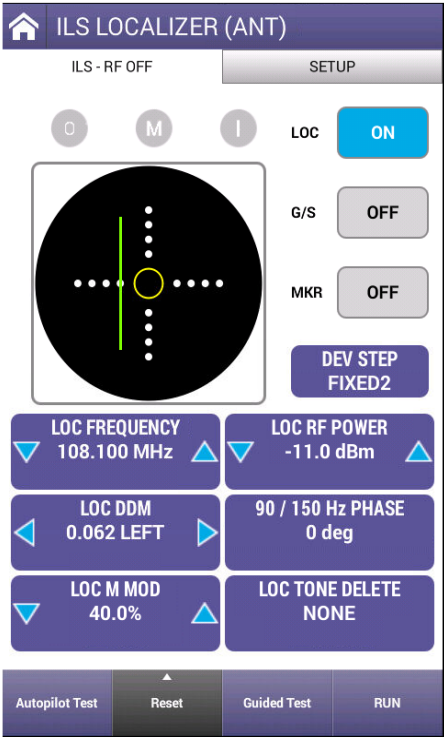 ILS LOCALIZER (ANT)
ILS - RF OFF
SETUP
O M I
LOC
ON
G/S
OFF
MKR
OFF
DEV STEP
FIXED2
LOC FREQUENCY
108.100 MHz
LOC RF POWER
-11.0 dBm
LOC DDM
0.062 LEFT
90 / 150 Hz PHASE
0 deg
LOC M MOD
40.0%
LOC TONE DELETE
NONE
Autopilot Test
Reset
Guided Test
RUN